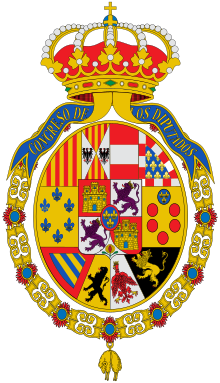 CONGRESO DE LOS DIPUTADOS